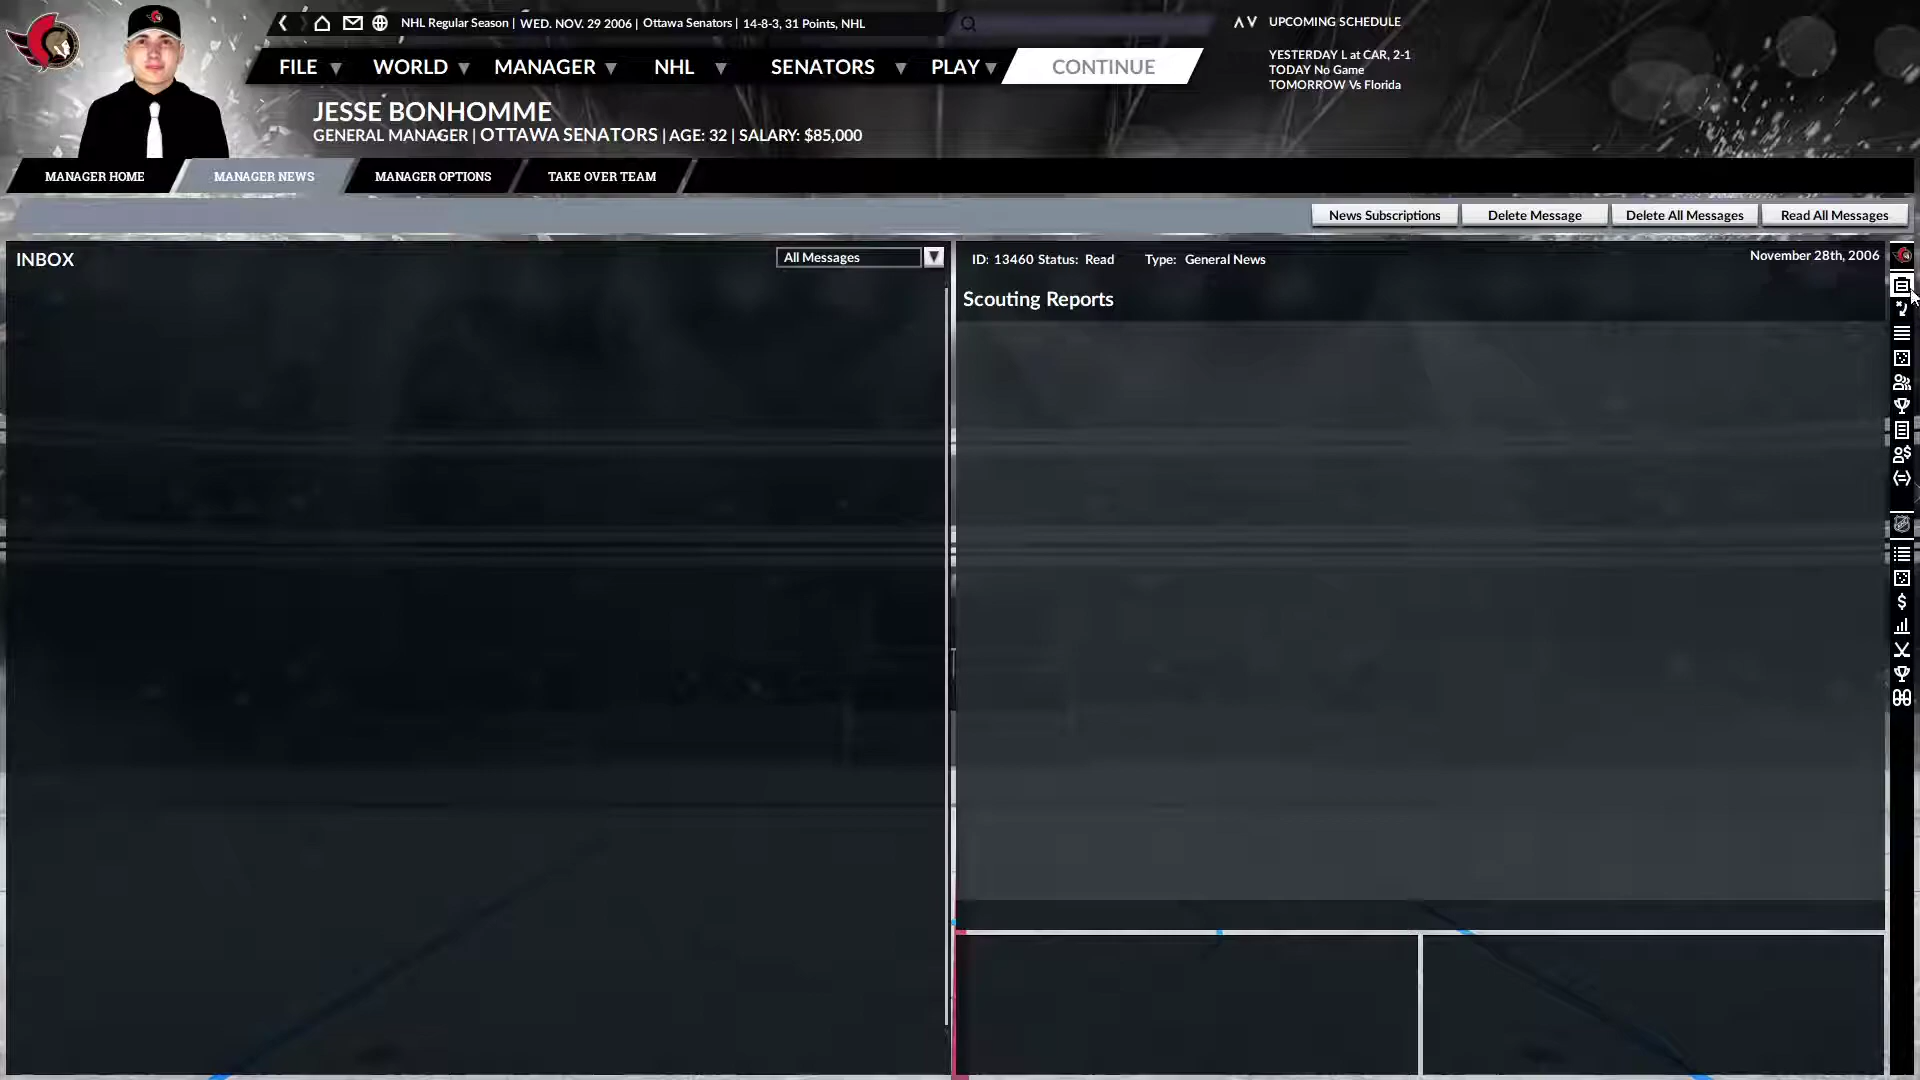 NHL Regular Season | WED. NOV. 29 2006 | Ottawa Senators | 14-8-3, 31 Points, NHL
UPCOMING SCHEDULE
YESTERDAY L at CAR, 2-1
TODAY No Game
TOMORROW Vs Florida
FILE WORLD MANAGER NHL SENATORS PLAY CONTINUE
JESSE BONHOMME
GENERAL MANAGER | OTTAWA SENATORS | AGE: 32 | SALARY: $85,000
MANAGER HOME MANAGER NEWS MANAGER OPTIONS TAKE OVER TEAM
News Subscriptions Delete Message Delete All Messages Read All Messages
INBOX All Messages
ID: 13460 Status: Read Type: General News November 28th, 2006
Scouting Reports